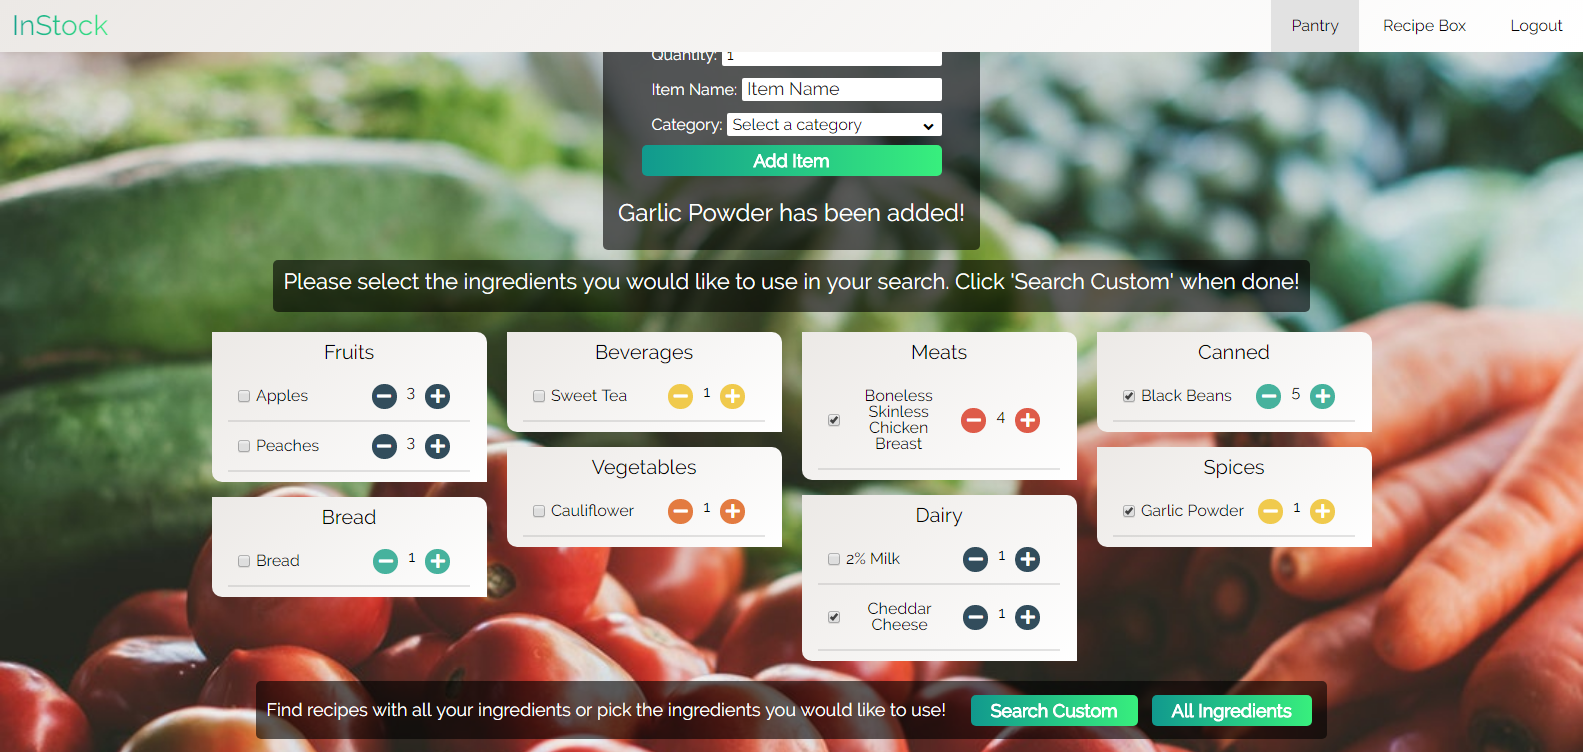 InStock
Pantry
Recipe Box
Logout
Quantity: 1
Item Name: Item Name
Category: Select a category
Add Item
Garlic Powder has been added!
Please select the ingredients you would like to use in your search. Click 'Search Custom' when done!
Fruits
Apples 3
Peaches 3
Bread
Bread 1
Beverages
Sweet Tea 1
Vegetables
Cauliflower 1
Meats
Boneless
Skinless
Chicken
Breast
4
Dairy
2% Milk 1
Cheddar
Cheese
1
Canned
Black Beans 5
Spices
Garlic Powder 1
Find recipes with all your ingredients or pick the ingredients you would like to use!
Search Custom
All Ingredients